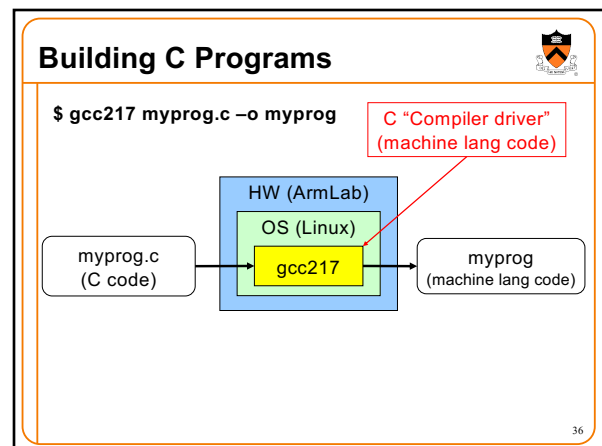 Building C Programs
$ gcc217 myprog.c –o myprog
C “Compiler driver”
(machine lang code)
HW (ArmLab)
OS (Linux)
myprog.c
(C code)
gcc217
myprog
(machine lang code)
36